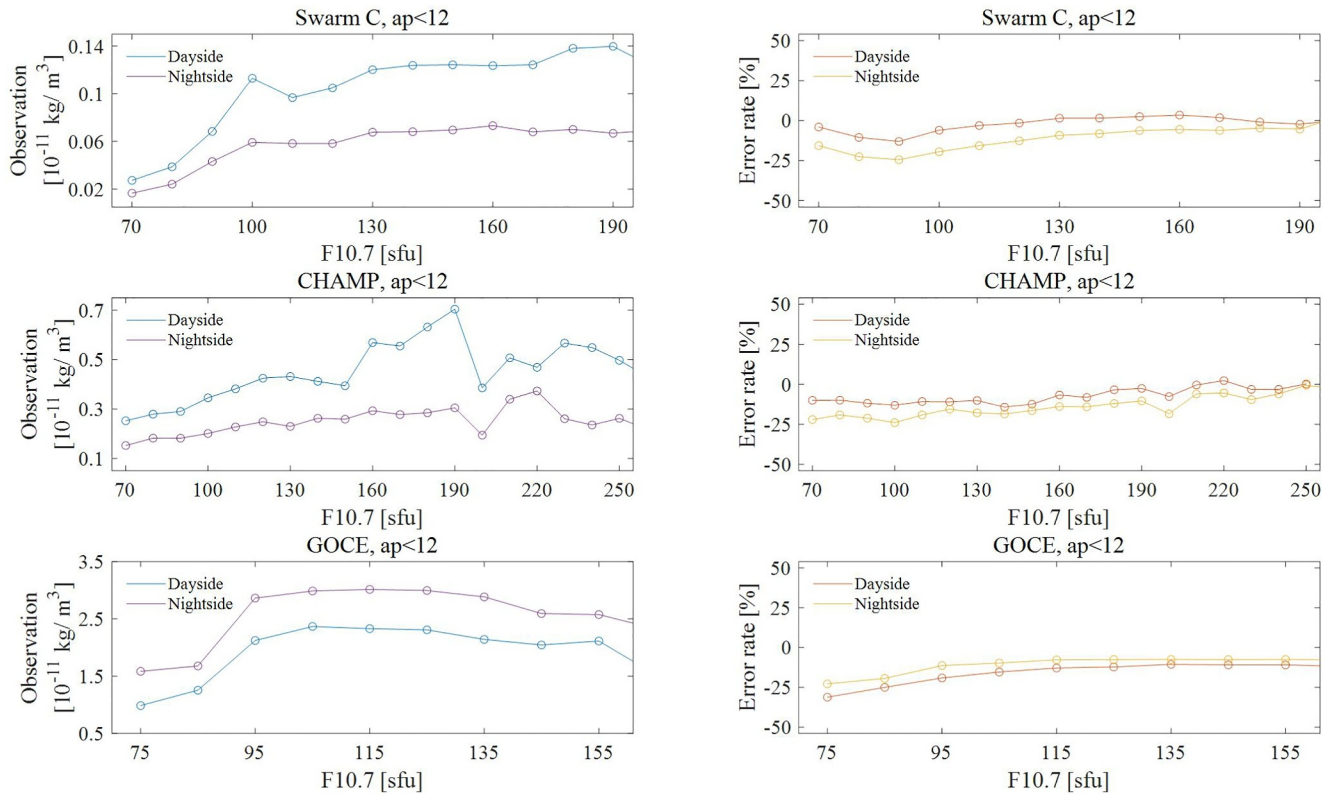 Swarm C, ap<12
Observation
[10⁻¹¹ kg/ m³]
0.14
0.1
0.06
0.02
Dayside
Nightside
70 100 130 160 190
F10.7 [sfu]
Swarm C, ap<12
Error rate [%]
50
25
0
-25
-50
Dayside
Nightside
70 100 130 160 190
F10.7 [sfu]
CHAMP, ap<12
Observation
[10⁻¹¹ kg/ m³]
0.7
0.5
0.3
0.1
Dayside
Nightside
70 100 130 160 190 220 250
F10.7 [sfu]
CHAMP, ap<12
Error rate [%]
50
25
0
-25
-50
Dayside
Nightside
70 100 130 160 190 220 250
F10.7 [sfu]
GOCE, ap<12
Observation
[10⁻¹¹ kg/ m³]
3.5
2.5
1.5
0.5
Dayside
Nightside
75 95 115 135 155
F10.7 [sfu]
GOCE, ap<12
Error rate [%]
50
25
0
-25
-50
Dayside
Nightside
75 95 115 135 155
F10.7 [sfu]